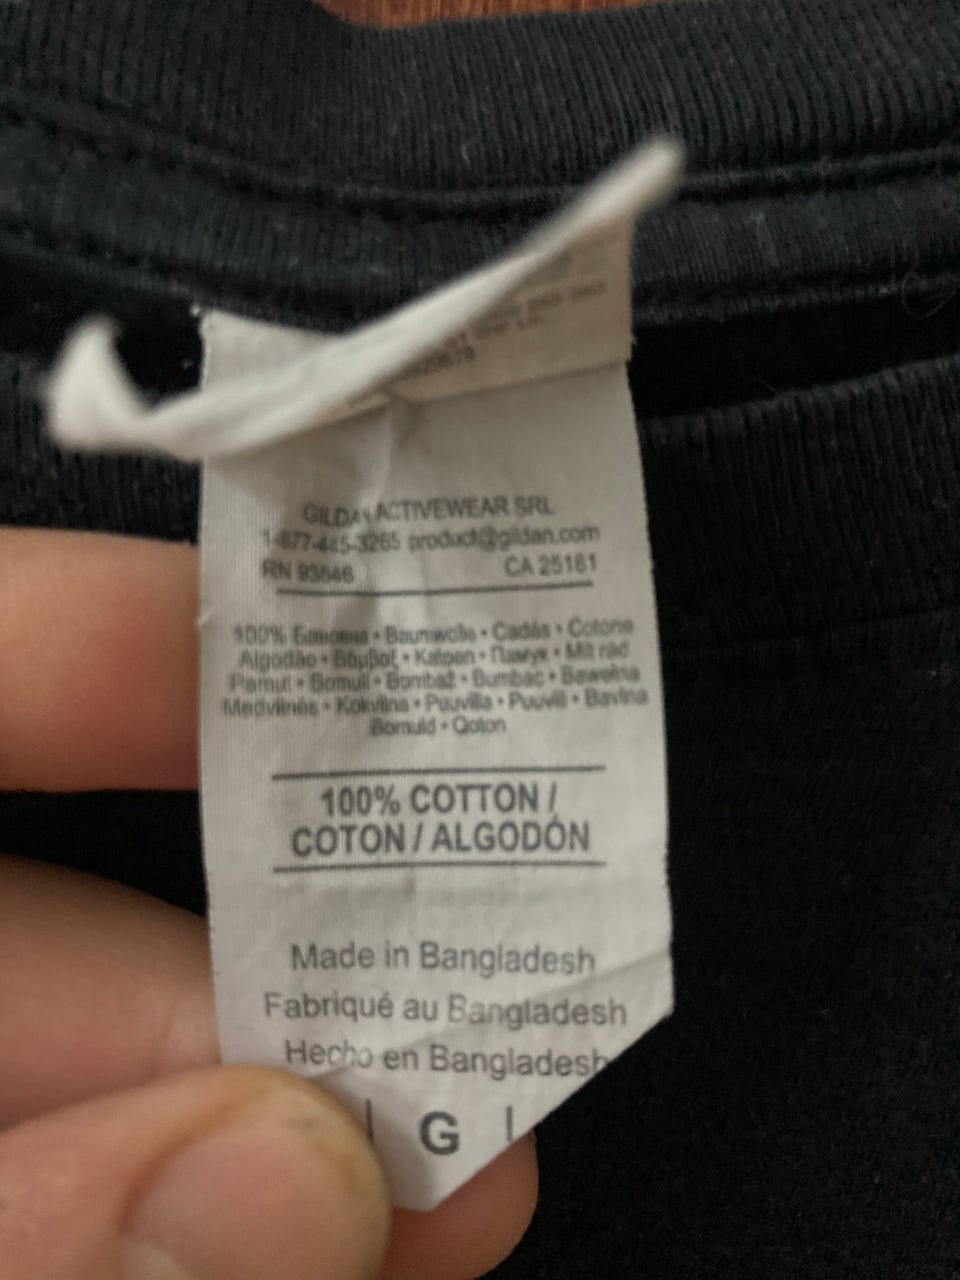 GILDAN ACTIVEWEAR SRL
1-877-445-3265 product@gildan.com
RN 93846 CA 25161
100% Бавовна • Baumwolle • Cadás • Cotone
Algodão • Βαμβάκι • Katoen • Памук • Mit rád
Pamut • Bomull • Bombaž • Bumbac • Bawełna
Medvilnės • Kokvilna • Puuvilla • Puuvill • Bavlna
Bomuld • Qoton
100% COTTON /
COTON / ALGODÓN
Made in Bangladesh
Fabriqué au Bangladesh
Hecho en Bangladesh
G